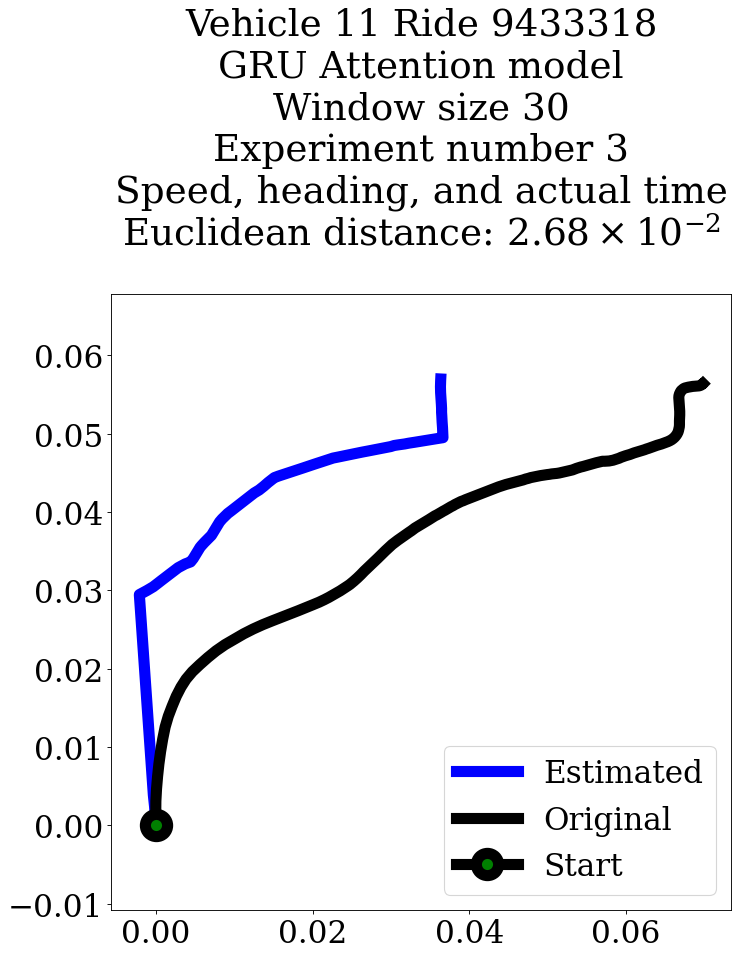 Vehicle 11 Ride 9433318
GRU Attention model
Window size 30
Experiment number 3
Speed, heading, and actual time
Euclidean distance: 2.68 × 10⁻²
0.06
0.05
0.04
0.03
0.02
0.01
0.00
−0.01
Estimated
Original
Start
0.00 0.02 0.04 0.06